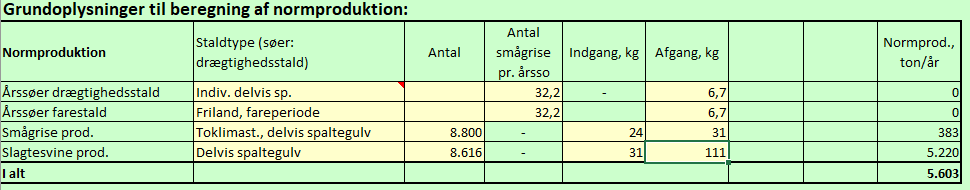 Grundoplysninger til beregning af normproduktion:
Normproduktion Staldtype (søer: drægtighedsstald) Antal Antal smågrise pr. årsso Indgang, kg Afgang, kg Normprod., ton/år
Årssøer drægtighedsstald Indiv. delvis sp. 32,2 - 6,7 0
Årssøer farestald Friland, fareperiode 32,2 6,7 0
Smågrise prod. Toklimast., delvis spaltegulv 8.800 - 24 31 383
Slagtesvine prod. Delvis spaltegulv 8.616 - 31 111 5.220
I alt 5.603